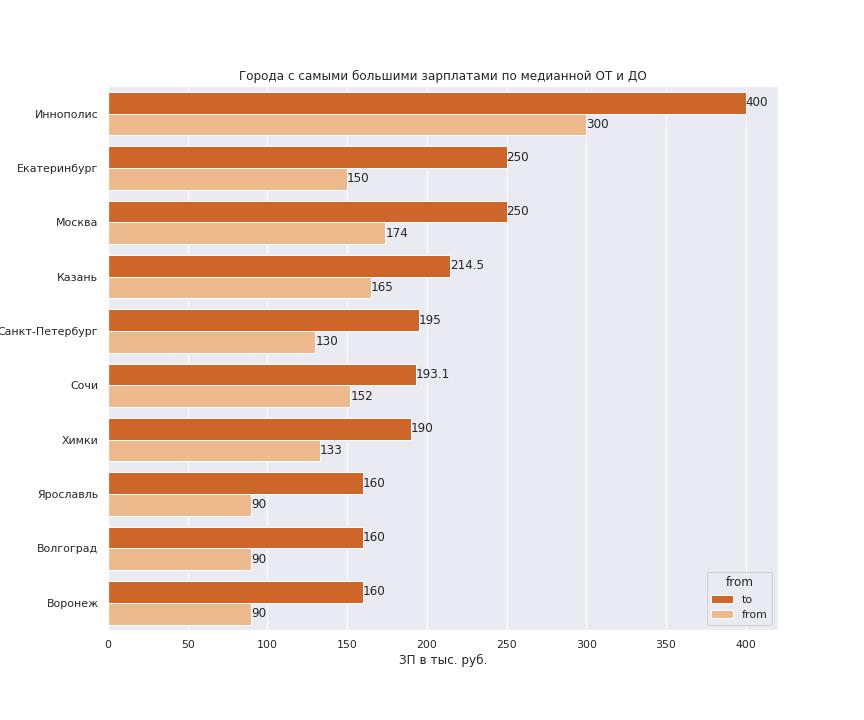 Города с самыми большими зарплатами по медианной ОТ и ДО
Иннополис
400
300
Екатеринбург
250
150
Москва
250
174
Казань
214.5
165
Санкт-Петербург
195
130
Сочи
193.1
152
Химки
190
133
Ярославль
160
90
Волгоград
160
90
Воронеж
160
90
from
to
from
0 50 100 150 200 250 300 350 400
ЗП в тыс. руб.